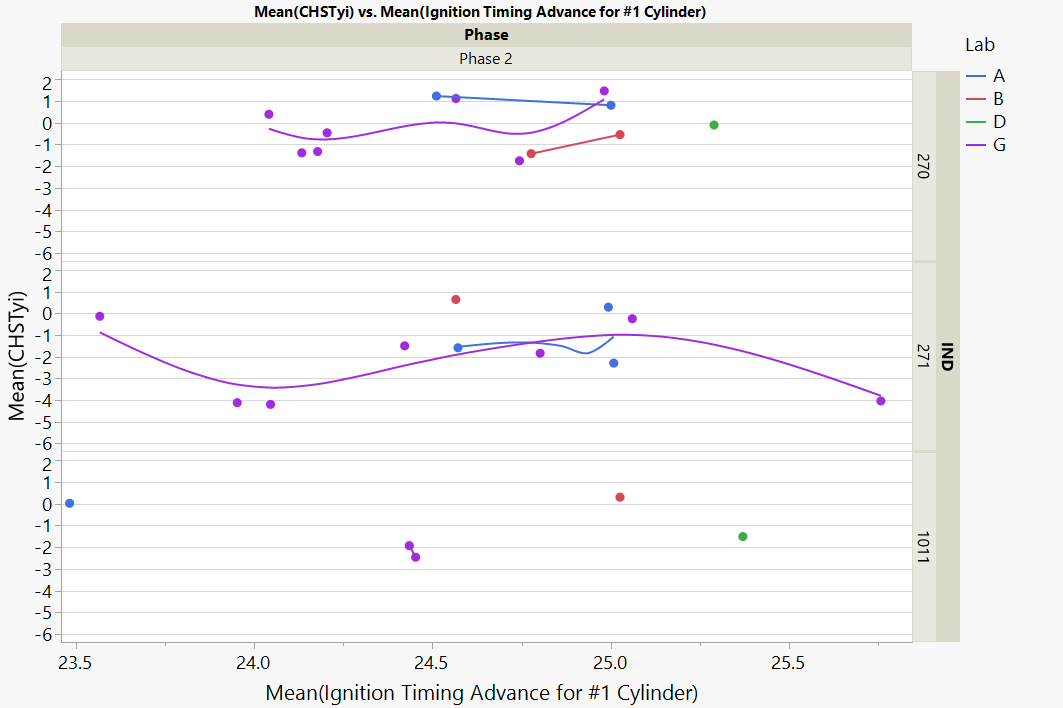 Mean(CHSTyi) vs. Mean(Ignition Timing Advance for #1 Cylinder)
Phase
Phase 2
Lab
A
B
D
G
2
1
0
-1
-2
-3
-4
-5
-6
270
2
1
0
-1
-2
-3
-4
-5
-6
271
2
1
0
-1
-2
-3
-4
-5
-6
1011
IND
Mean(CHSTyi)
23.5 24.0 24.5 25.0 25.5
Mean(Ignition Timing Advance for #1 Cylinder)